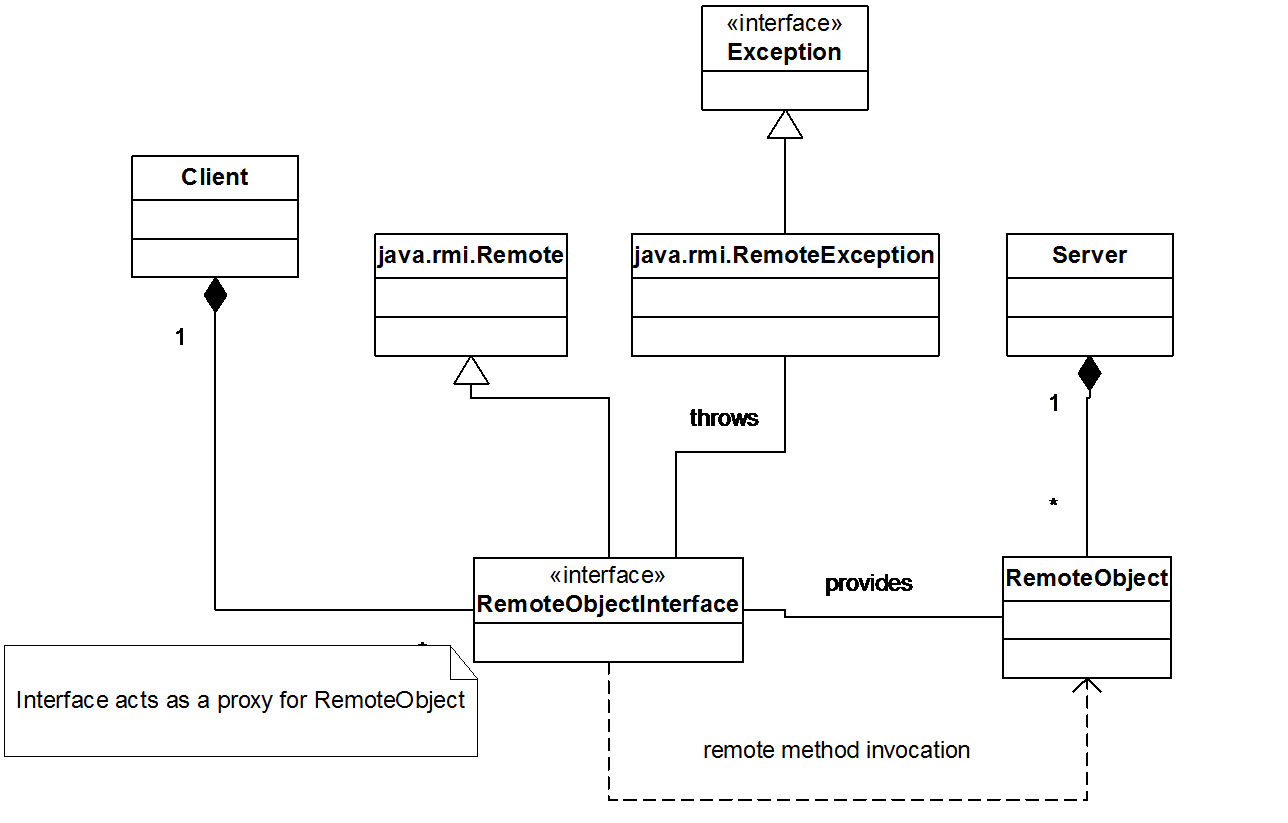 «interface»
Exception
Client
java.rmi.Remote
java.rmi.RemoteException
Server
1
throws
1
*
«interface»
RemoteObjectInterface
provides
RemoteObject
Interface acts as a proxy for RemoteObject
remote method invocation